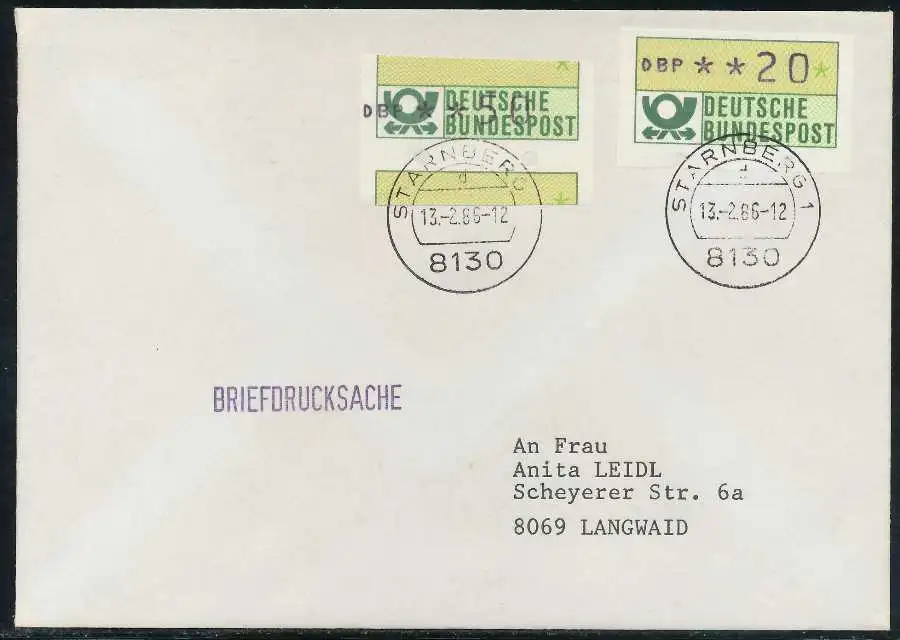 DBP * * 50
DEUTSCHE
BUNDESPOST
DBP * * 20 *
DEUTSCHE
BUNDESPOST
STARNBERG
d
13.-2.86-12
8130
STARNBERG 1
d
13.-2.86-12
8130
BRIEFDRUCKSACHE
An Frau
Anita LEIDL
Scheyerer Str. 6a
8069 LANGWAID